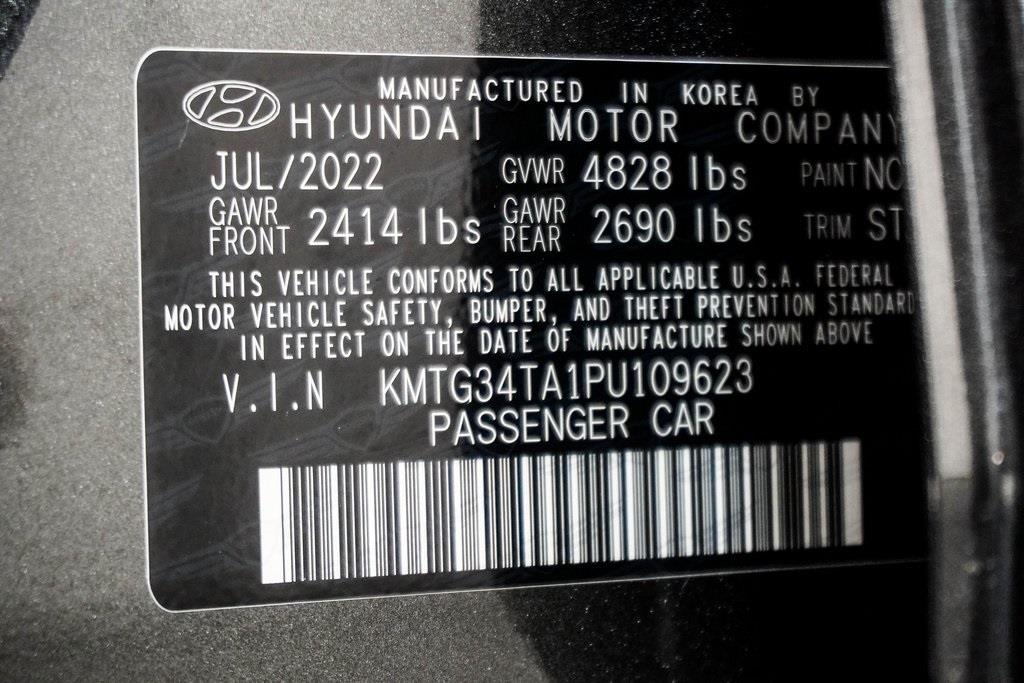 MANUFACTURED IN KOREA BY
HYUNDAI MOTOR COMPANY
JUL/2022 GVWR 4828 lbs PAINT
GAWR FRONT 2414 lbs GAWR REAR 2690 lbs TRIM
THIS VEHICLE CONFORMS TO ALL APPLICABLE U.S.A. FEDERAL
MOTOR VEHICLE SAFETY, BUMPER, AND THEFT PREVENTION STANDARD
IN EFFECT ON THE DATE OF MANUFACTURE SHOWN ABOVE
V.I.N KMTG34TA1PU109623
PASSENGER CAR